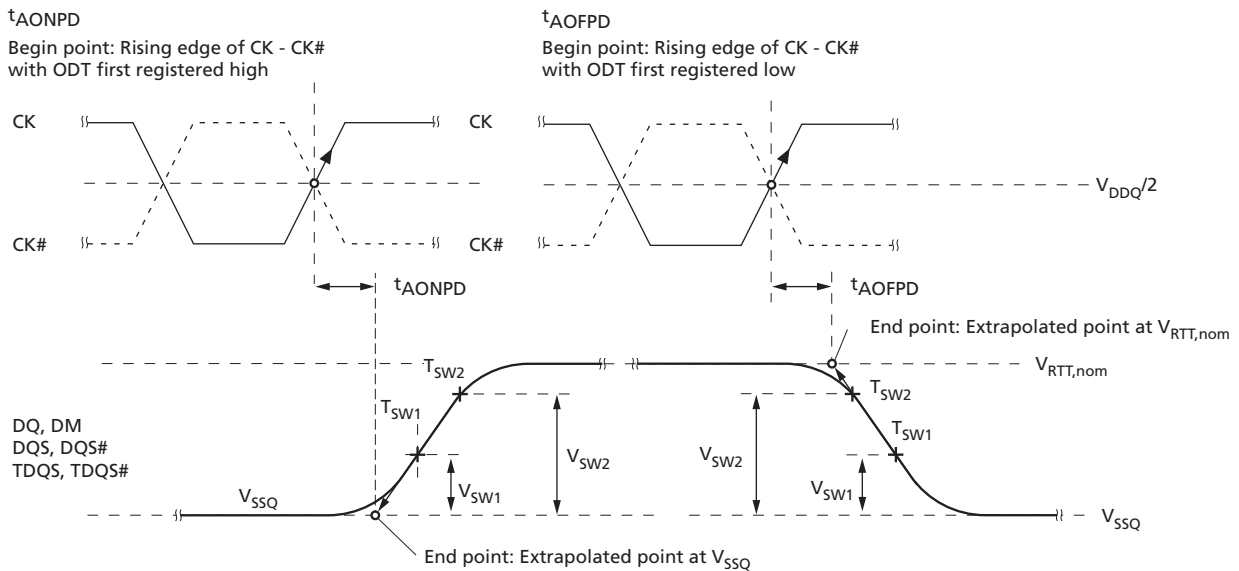 tAONPD
Begin point: Rising edge of CK - CK#
with ODT first registered high
tAOFPD
Begin point: Rising edge of CK - CK#
with ODT first registered low
CK
CK
VDDQ/2
CK#
CK#
tAONPD
tAOFPD
End point: Extrapolated point at VRTT,nom
TSW2
VRTT,nom
TSW2
TSW1
TSW1
DQ, DM
DQS, DQS#
TDQS, TDQS#
VSW2
VSW2
VSW1
VSW1
VSSQ
VSSQ
End point: Extrapolated point at VSSQ